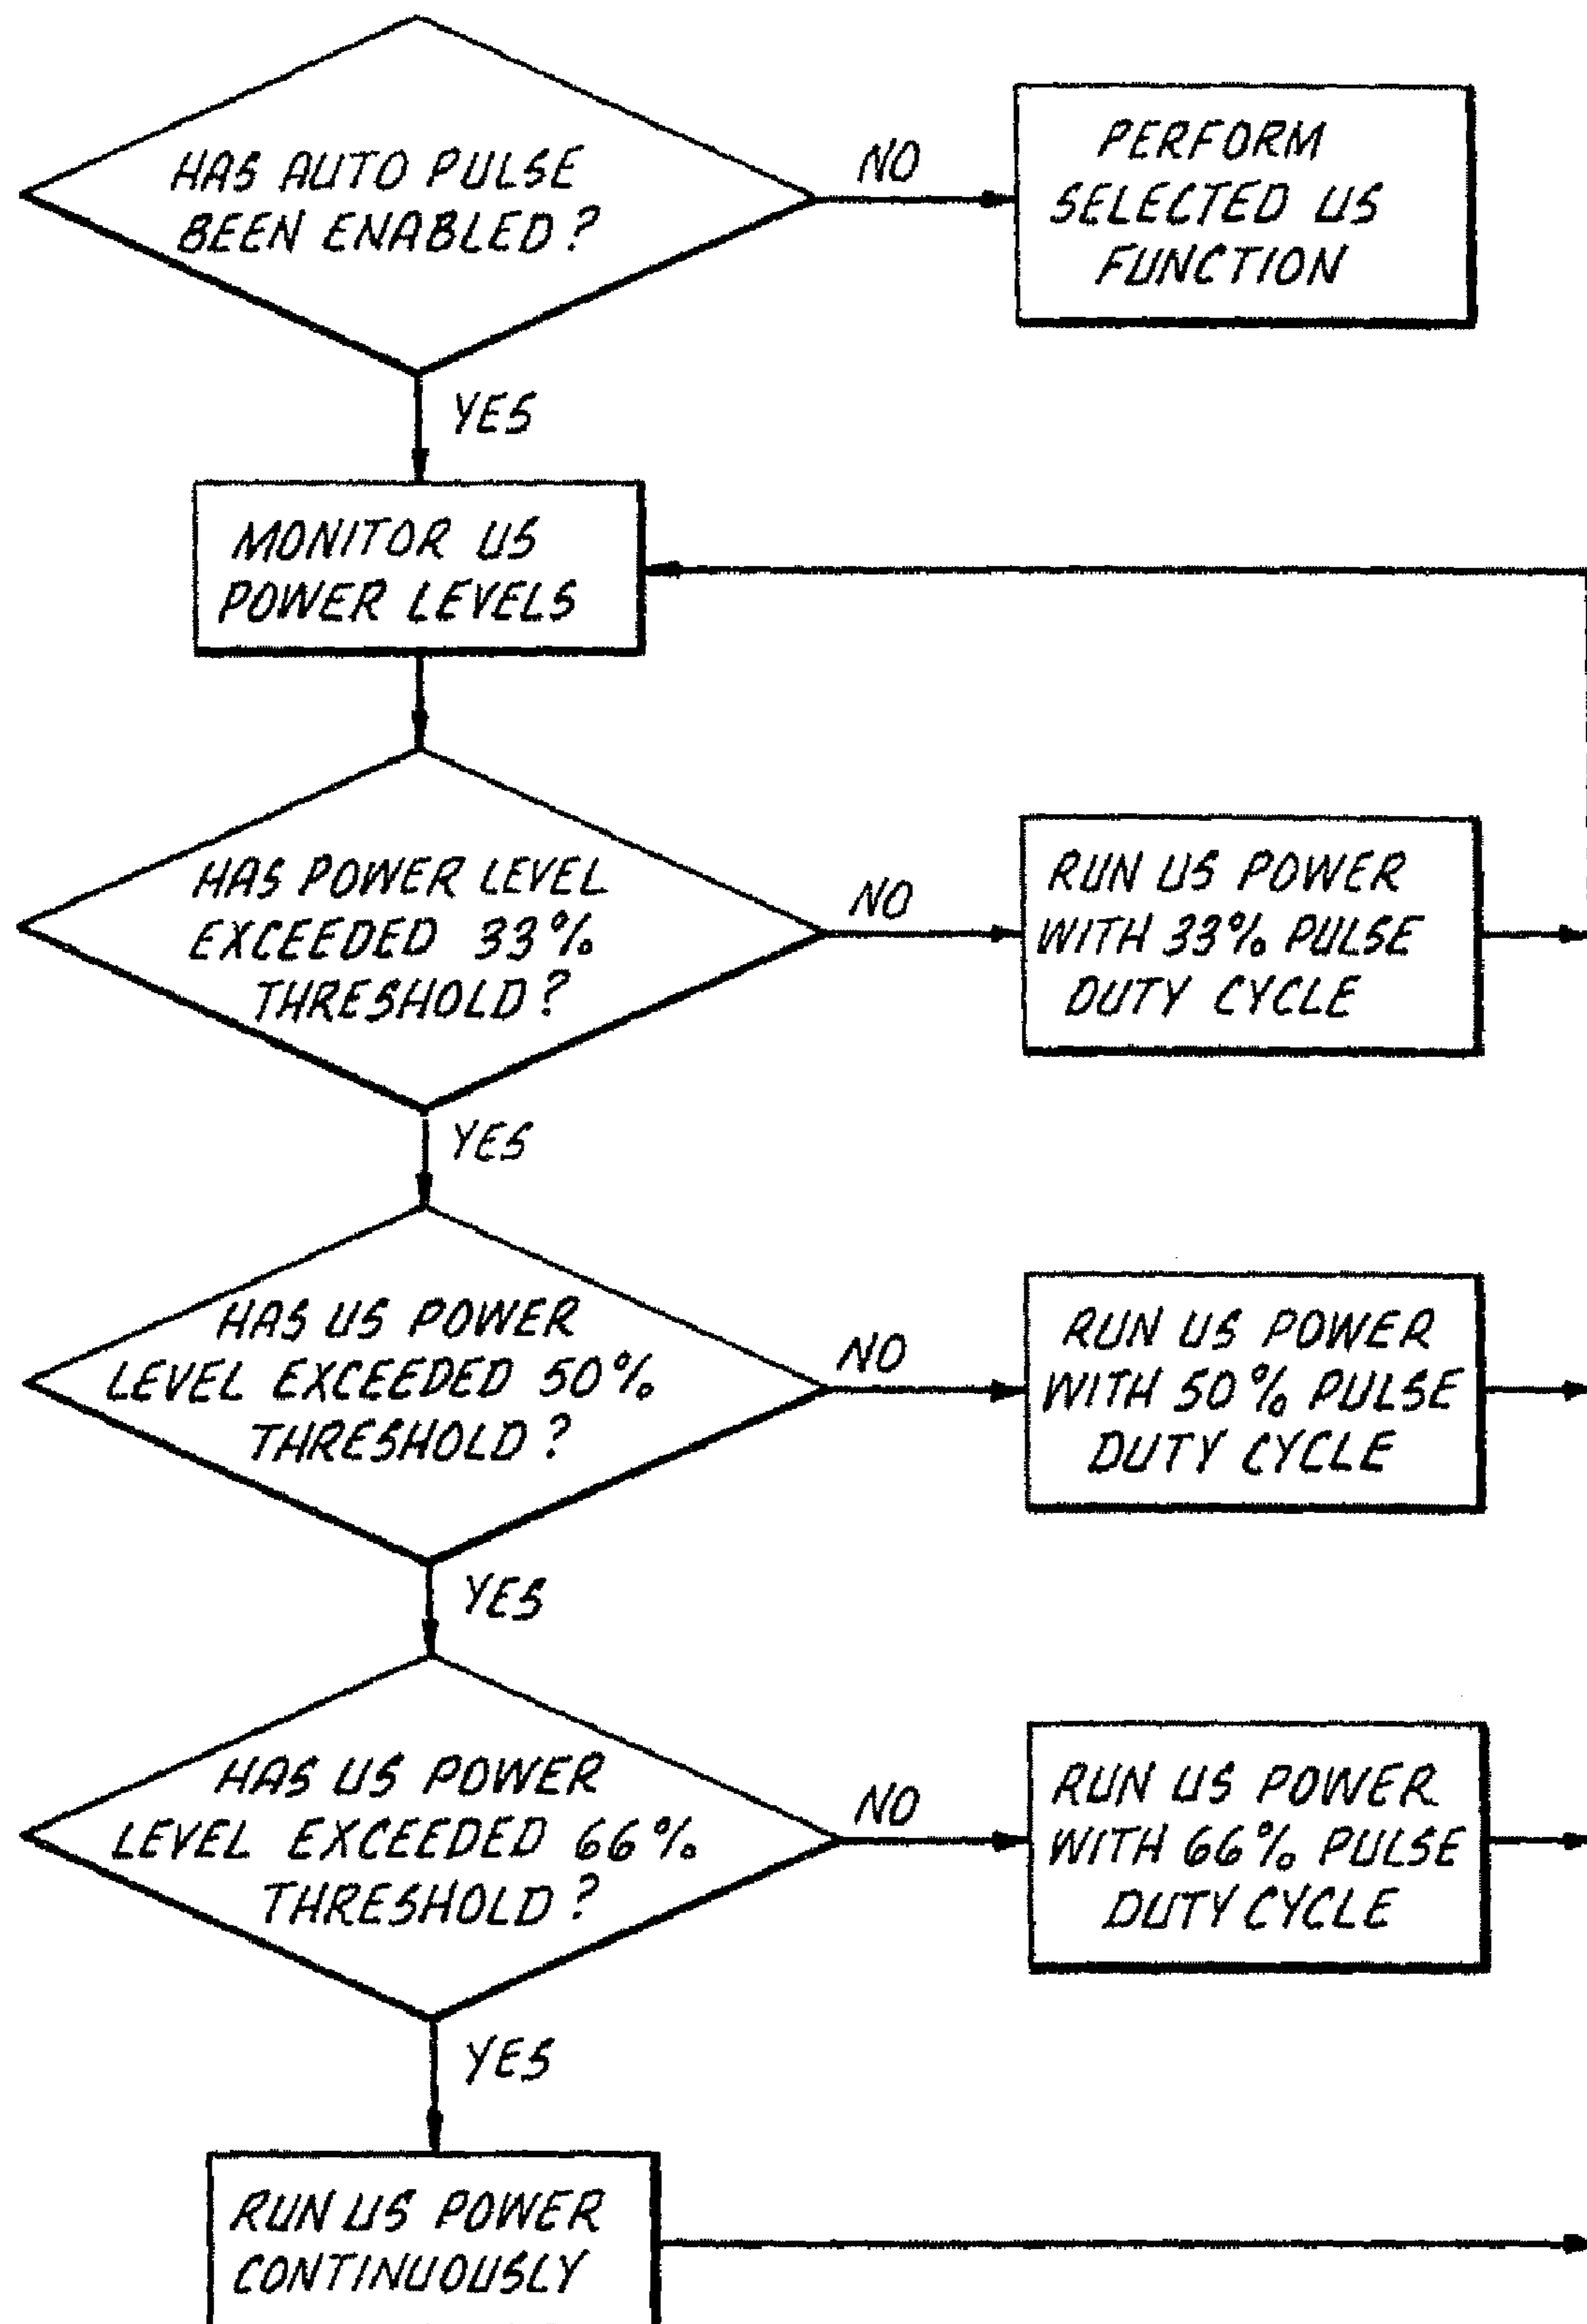 HAS AUTO PULSE
BEEN ENABLED?
NO
PERFORM
SELECTED US
FUNCTION
YES
MONITOR US
POWER LEVELS
HAS POWER LEVEL
EXCEEDED 33%
THRESHOLD?
NO
RUN US POWER
WITH 33% PULSE
DUTY CYCLE
YES
HAS US POWER
LEVEL EXCEEDED 50%
THRESHOLD?
NO
RUN US POWER
WITH 50% PULSE
DUTY CYCLE
YES
HAS US POWER
LEVEL EXCEEDED 66%
THRESHOLD?
NO
RUN US POWER
WITH 66% PULSE
DUTY CYCLE
YES
RUN US POWER
CONTINUOUSLY